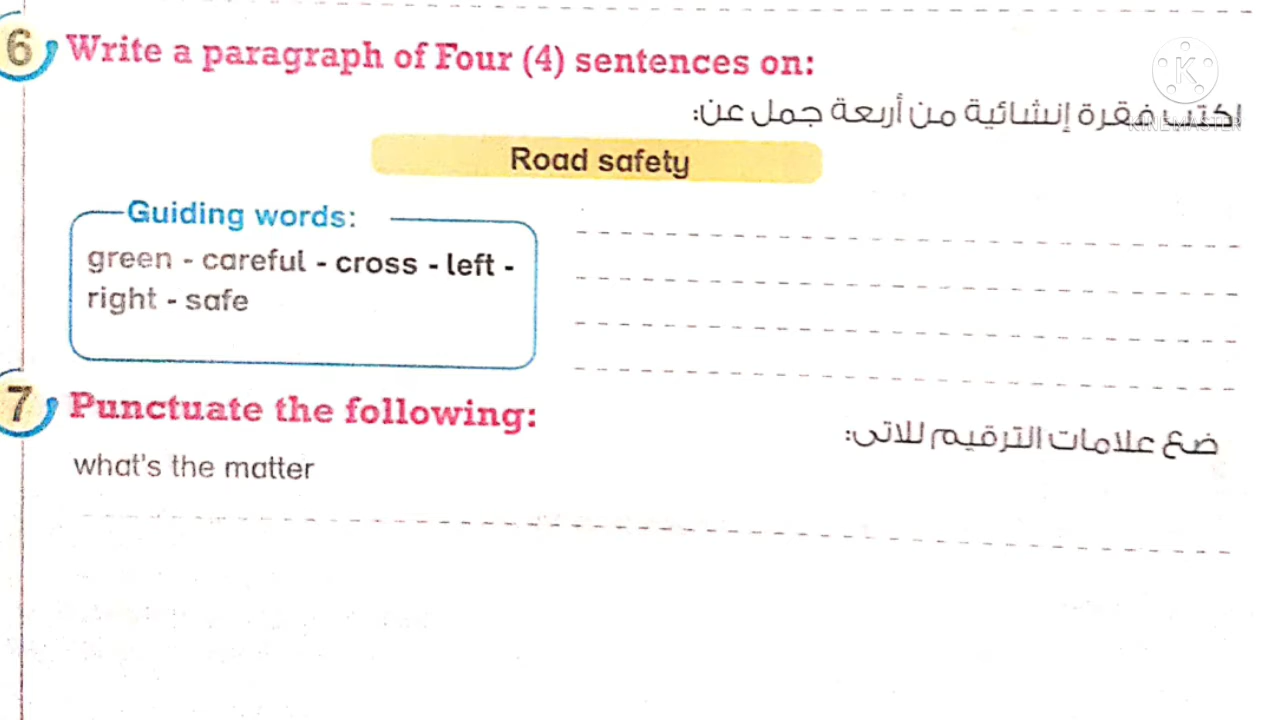 6 Write a paragraph of Four (4) sentences on:
K
KINEMASTER
اكتب فقرة إنشائية من أربعة جمل عن:
Road safety
Guiding words:
green - careful - cross - left -
right - safe
7 Punctuate the following:
ضع علامات الترقيم للاتى:
what's the matter